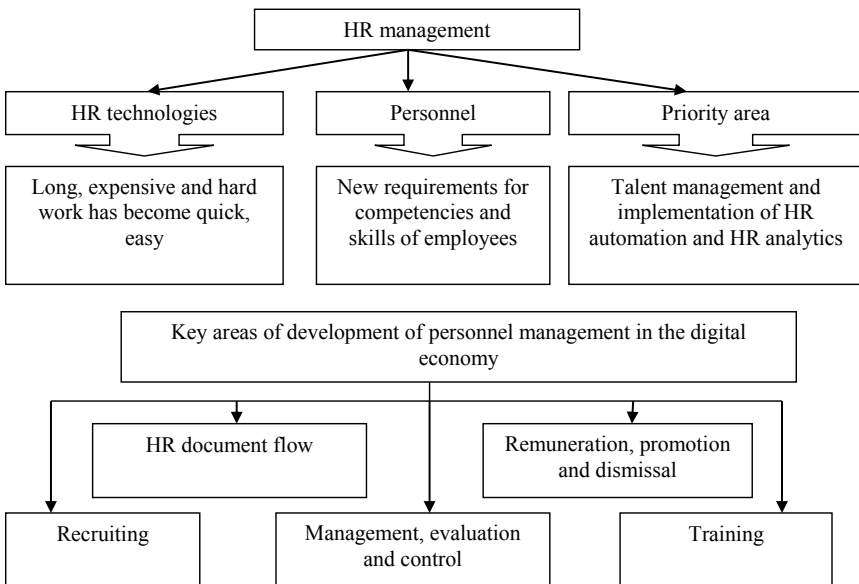 HR management
HR technologies
Personnel
Priority area
Long, expensive and hard
work has become quick,
easy
New requirements for
competencies and
skills of employees
Talent management and
implementation of HR
automation and HR analytics
Key areas of development of personnel management in the digital
economy
HR document flow
Remuneration, promotion
and dismissal
Recruiting
Management, evaluation
and control
Training